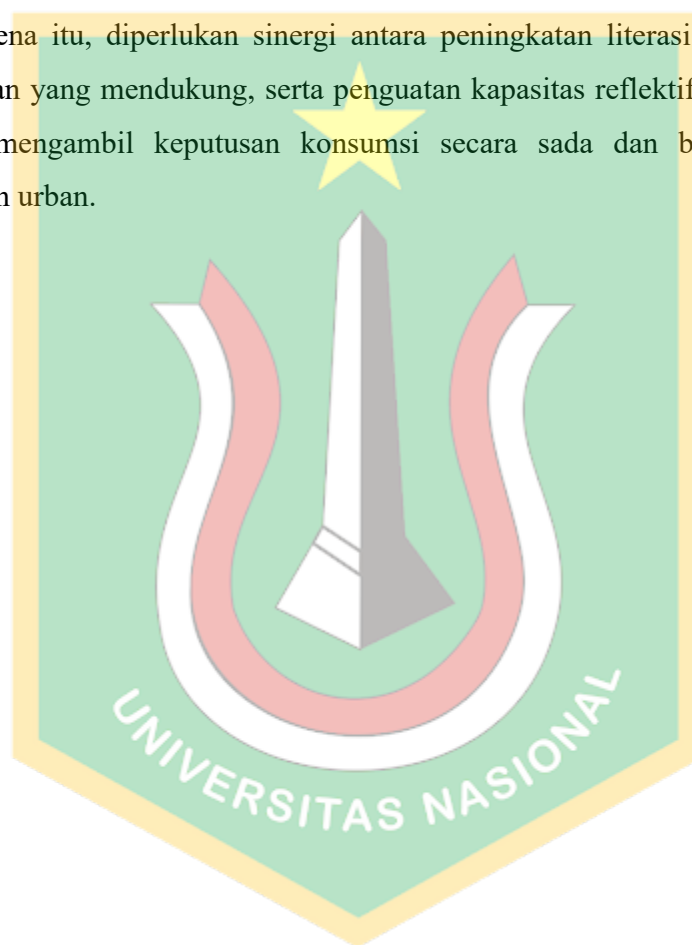 ena itu, diperlukan sinergi antara peningkatan literasi
an yang mendukung, serta penguatan kapasitas reflektif
mengambil keputusan konsumsi secara sada dan b
n urban.
UNIVERSITAS NASIONAL